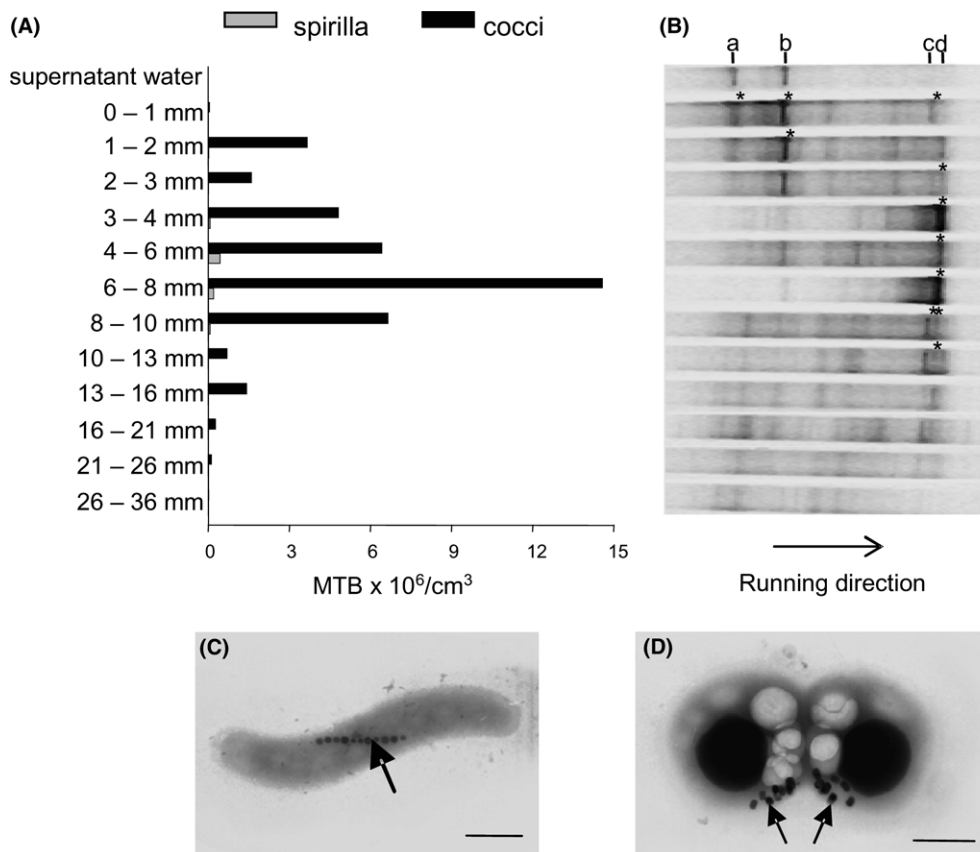 (A)
spirilla cocci
supernatant water
0 – 1 mm
1 – 2 mm
2 – 3 mm
3 – 4 mm
4 – 6 mm
6 – 8 mm
8 – 10 mm
10 – 13 mm
13 – 16 mm
16 – 21 mm
21 – 26 mm
26 – 36 mm
0 3 6 9 12 15
MTB x 10⁶/cm³
(B)
a b c d
* * *
*
*
*
*
*
* *
*
Running direction
(C)
(D)